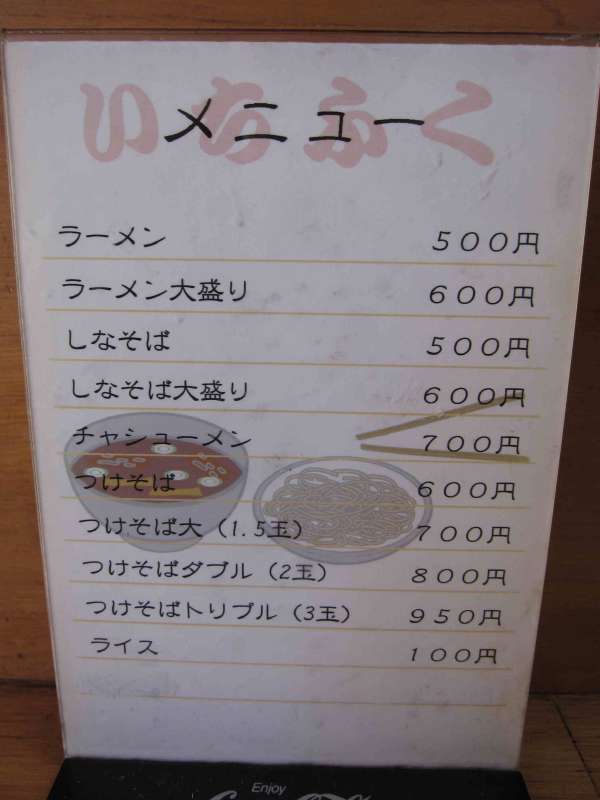 いなふく
メニュー
ラーメン ５００円
ラーメン大盛り ６００円
しなそば ５００円
しなそば大盛り ６００円
チャシューメン ７００円
つけそば ６００円
つけそば大（1.5玉） ７００円
つけそばダブル（2玉） ８００円
つけそばトリプル（3玉） ９５０円
ライス １００円
Enjoy